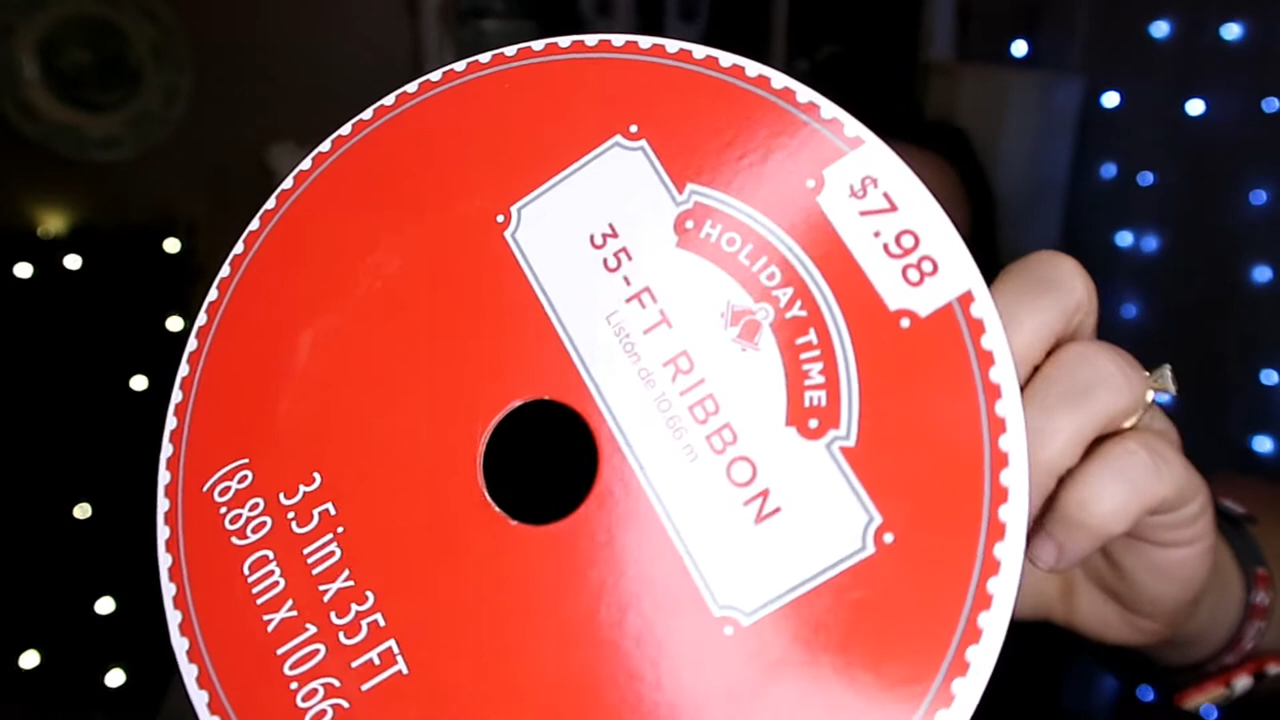 $7.98
HOLIDAY TIME
35-FT RIBBON
Listón de 10 66 m
3.5 in x 35 FT
(8.89 cm x 10.66